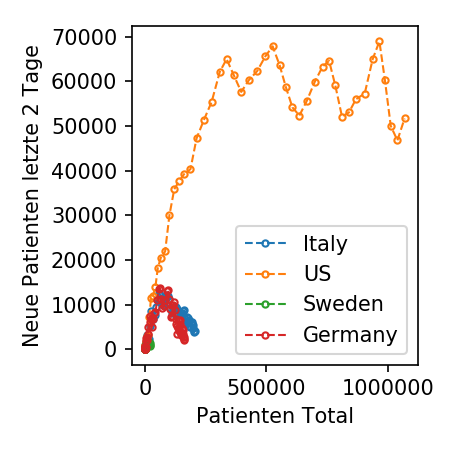 70000
60000
50000
40000
30000
20000
10000
0
Neue Patienten letzte 2 Tage
Italy
US
Sweden
Germany
0 500000 1000000
Patienten Total